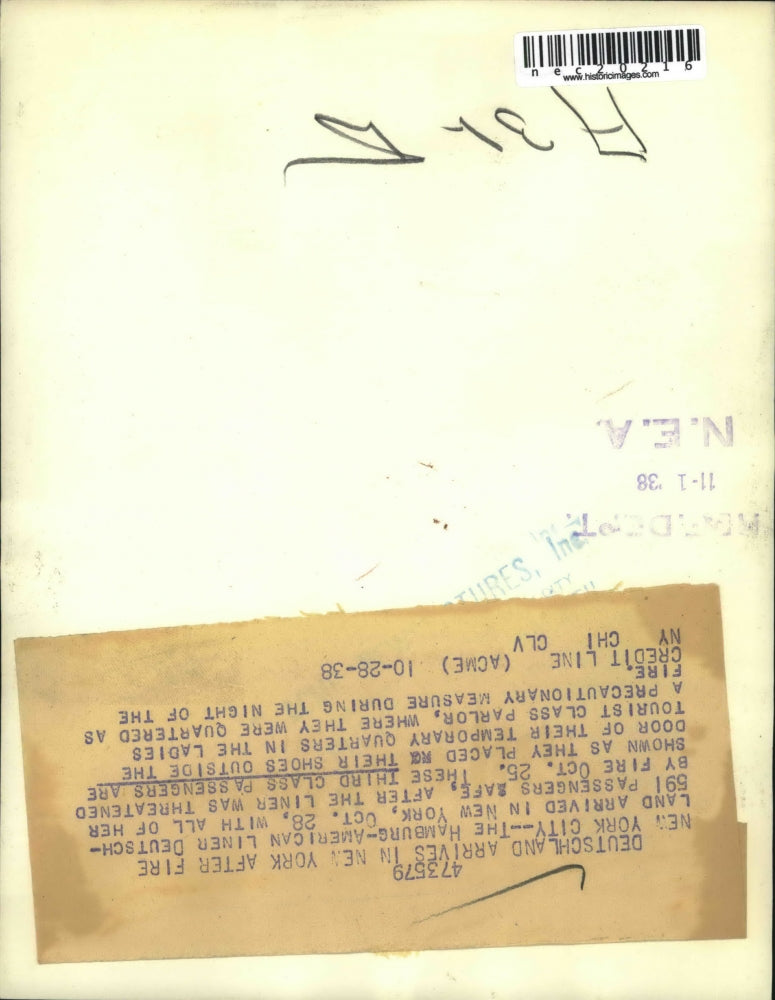 nec20216
www.historicimages.com
N.E.A.
11-1 '38
REF. DEPT.
TURES, Inc.
473579
DEUTSCHLAND ARRIVES IN NEW YORK AFTER FIRE
NEW YORK CITY--THE HAMBURG-AMERICAN LINER DEUTSCH-
LAND ARRIVED IN NEW YORK, OCT. 28, WITH ALL OF HER
591 PASSENGERS SAFE, AFTER THE LINER WAS THREATENED
BY FIRE OCT. 25. THESE THIRD CLASS PASSENGERS ARE
SHOWN AS THEY PLACED THEIR SHOES OUTSIDE THE
DOOR OF THEIR TEMPORARY QUARTERS IN THE LADIES
TOURIST CLASS PARLOR, WHERE THEY WERE QUARTERED AS
A PRECAUTIONARY MEASURE DURING THE NIGHT OF THE
FIRE.
CREDIT LINE (ACME) 10-28-38
NY CHI CLV